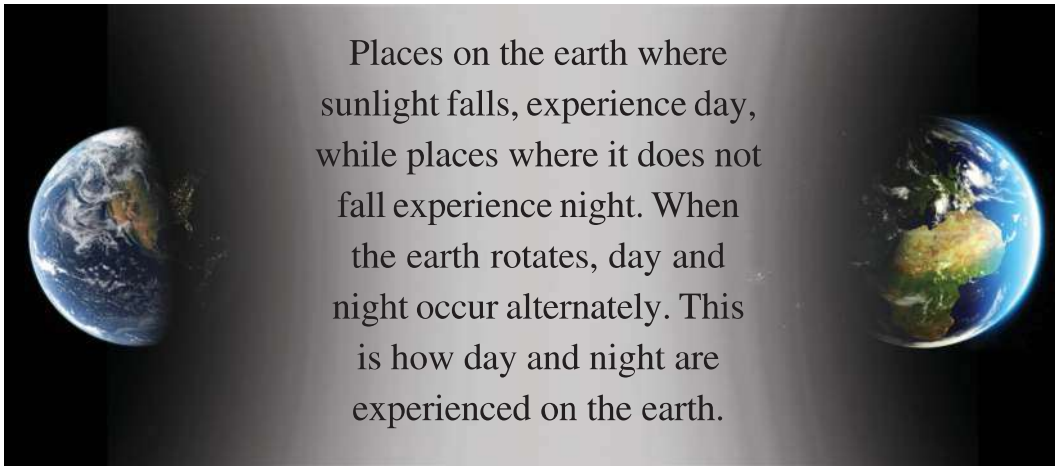 Places on the earth where
sunlight falls, experience day,
while places where it does not
fall experience night. When
the earth rotates, day and
night occur alternately. This
is how day and night are
experienced on the earth.